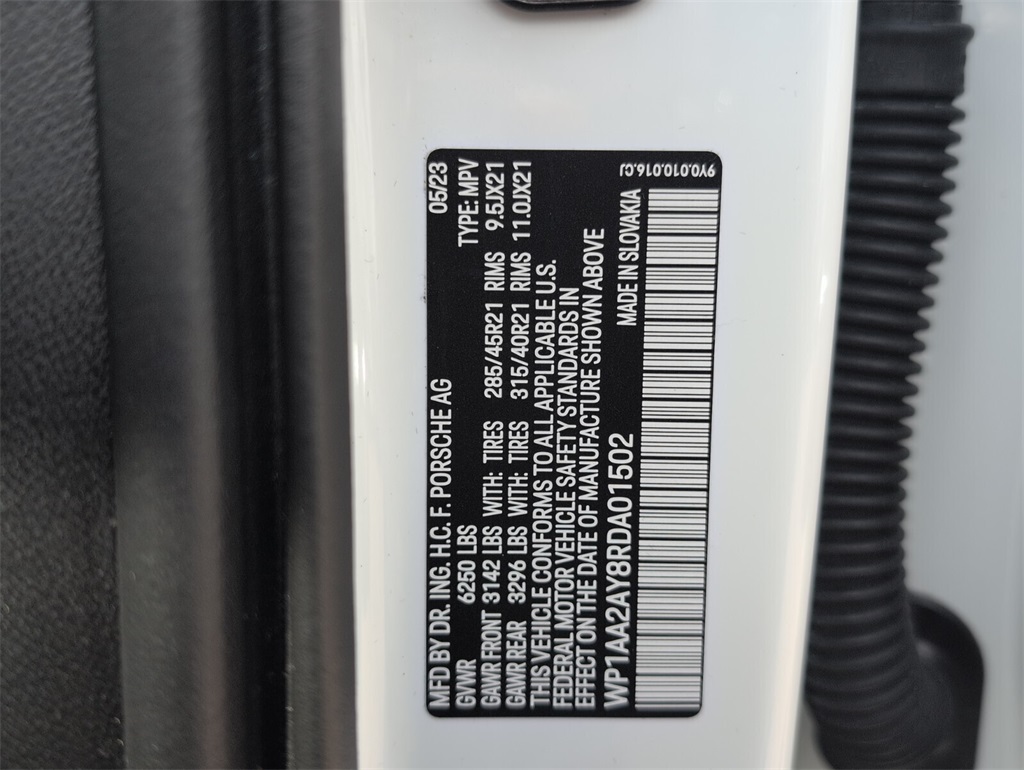 MFD BY DR. ING. H.C. F. PORSCHE AG 05/23
GVWR 6250 LBS TYPE: MPV
GAWR FRONT 3142 LBS WITH: TIRES 285/45R21 RIMS 9.5JX21
GAWR REAR 3296 LBS WITH: TIRES 315/40R21 RIMS 11.0JX21
THIS VEHICLE CONFORMS TO ALL APPLICABLE U.S.
FEDERAL MOTOR VEHICLE SAFETY STANDARDS IN
EFFECT ON THE DATE OF MANUFACTURE SHOWN ABOVE
WP1AA2AY8RDA01502 MADE IN SLOVAKIA
9Y0.010.016.CJ